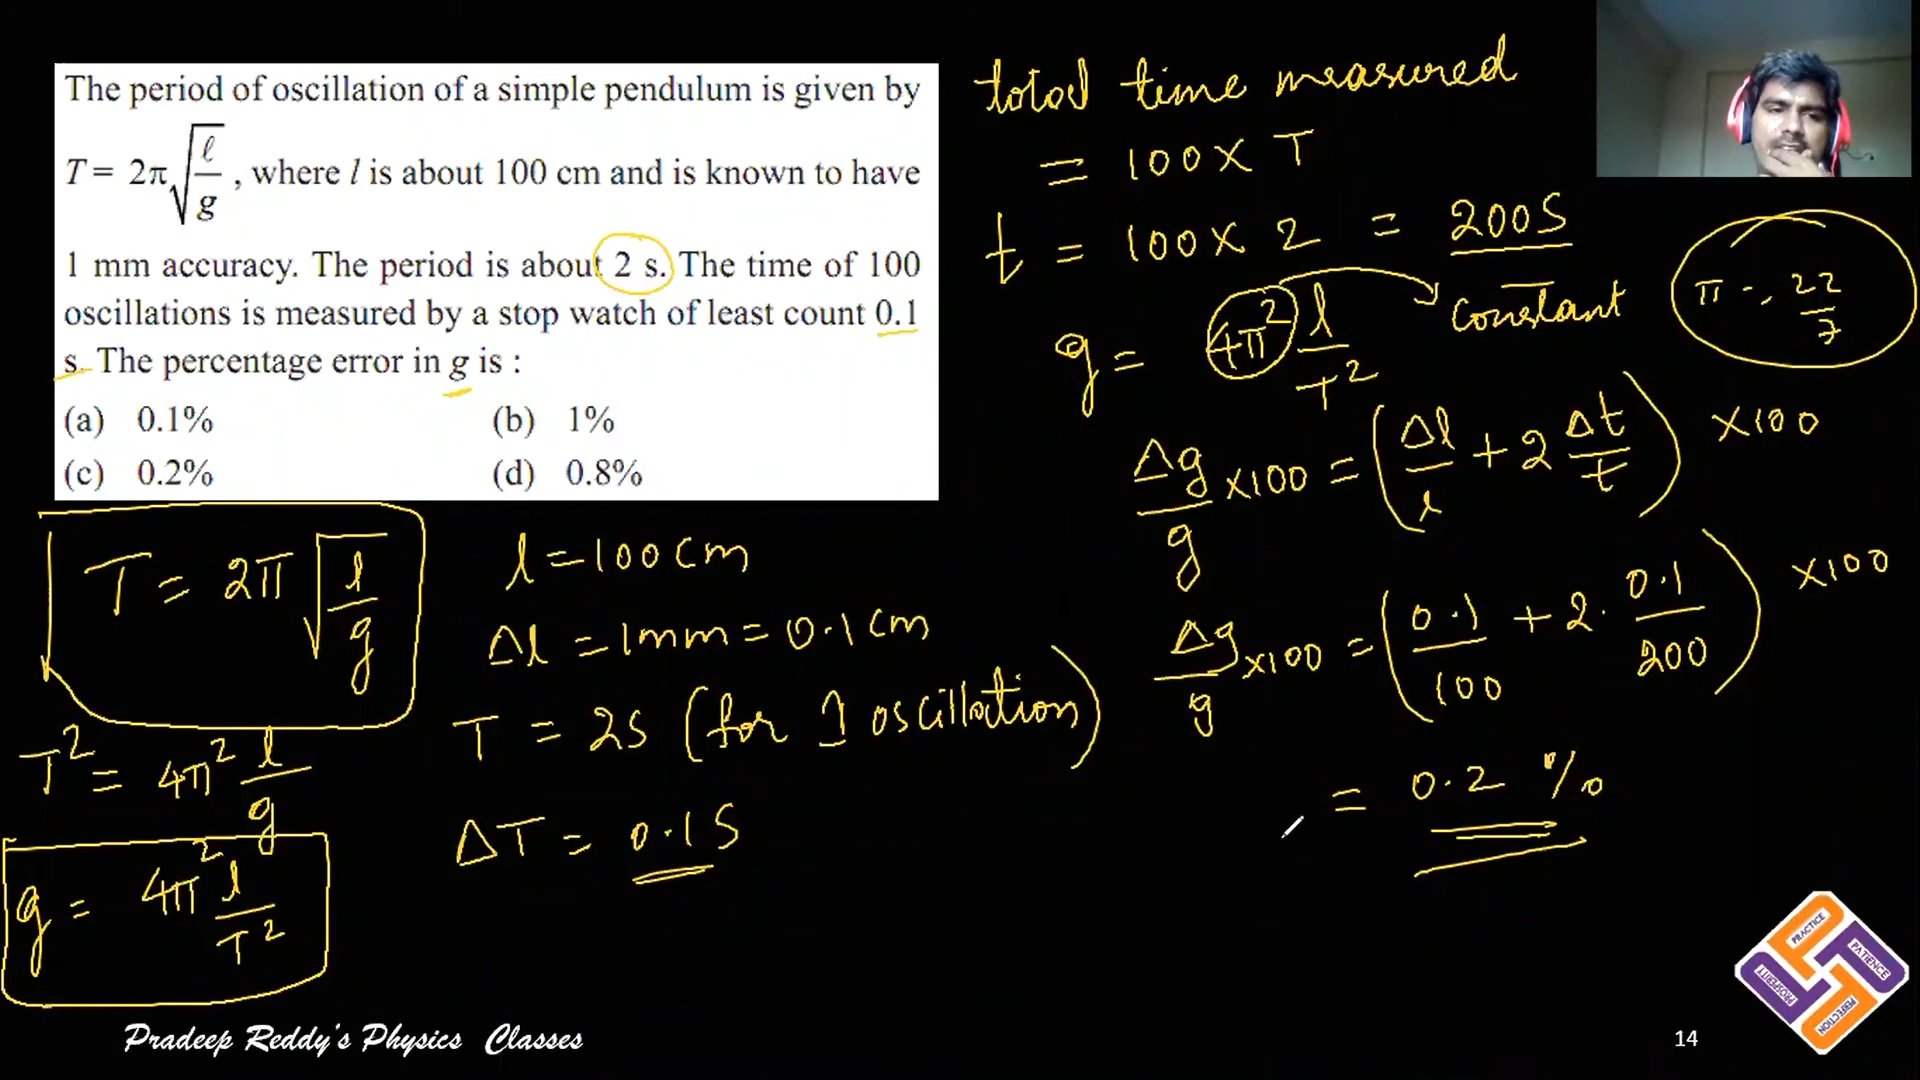 The period of oscillation of a simple pendulum is given by
T = 2π√(ℓ/g) , where l is about 100 cm and is known to have
1 mm accuracy. The period is about 2 s. The time of 100
oscillations is measured by a stop watch of least count 0.1
s. The percentage error in g is :
(a) 0.1% (b) 1%
(c) 0.2% (d) 0.8%
T = 2π√(l/g)
T² = 4π² l/g
g = 4π² l/T²
l = 100 cm
Δl = 1mm = 0.1 cm
T = 2s (for 1 oscillation)
ΔT = 0.1 s
total time measured
= 100 × T
t = 100 × 2 = 200s
g = 4π² l/T²
constant
π -. 22/7
Δg/g ×100 = (Δl/l + 2 Δt/t) ×100
Δg/g ×100 = (0.1/100 + 2. 0.1/200) ×100
= 0.2 %
PRACTICE
PATIENCE
PERFECTION
PROSPERITY
Pradeep Reddy's Physics Classes
14